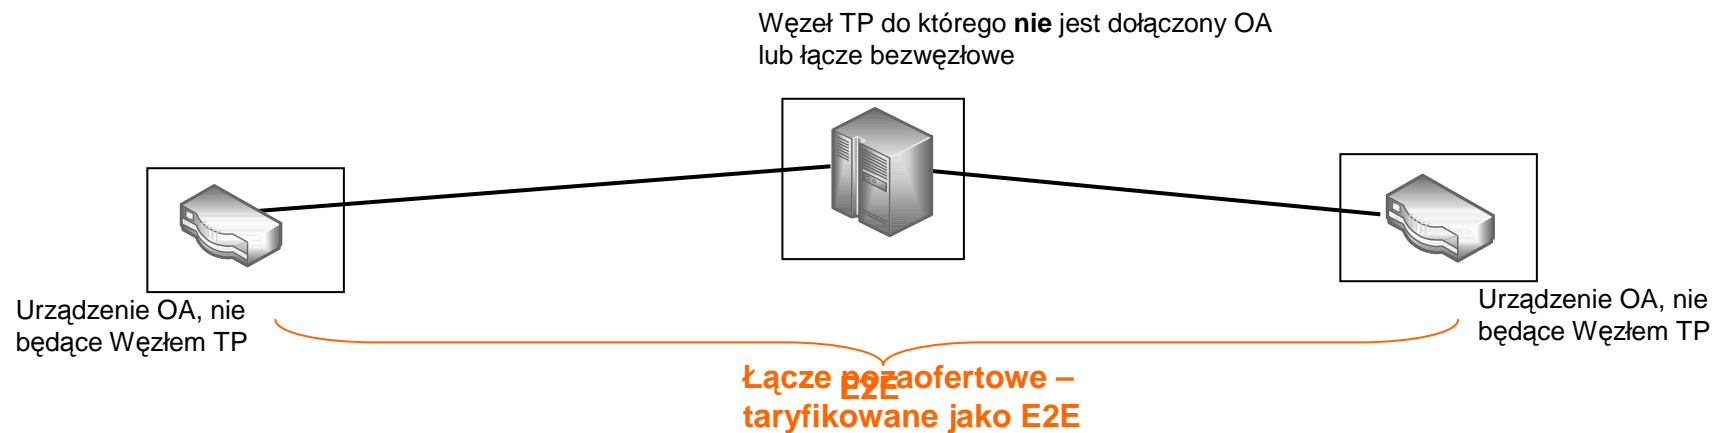 Węzeł TP do którego nie jest dołączony OA
lub łącze bezwęzłowe
Urządzenie OA, nie
będące Węzłem TP
Urządzenie OA, nie
będące Węzłem TP
Łącze pozaofertowe –
E2E
taryfikowane jako E2E